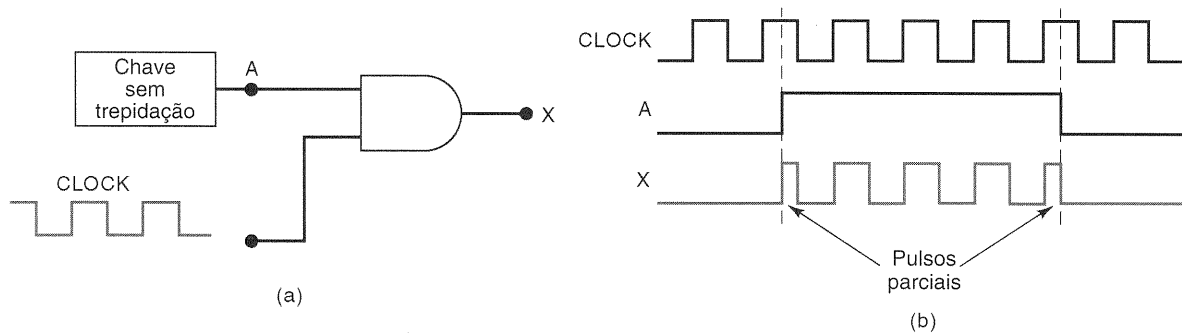 Chave
sem
trepidação
A
X
CLOCK
(a)
CLOCK
A
X
Pulsos
parciais
(b)